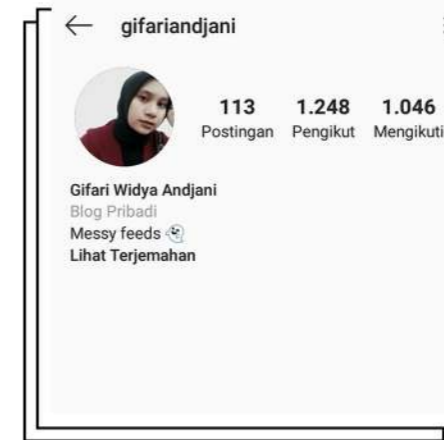 gifariandjani
113 1.248 1.046
Postingan Pengikut Mengikuti
Gifari Widya Andjani
Blog Pribadi
Messy feeds 👻
Lihat Terjemahan